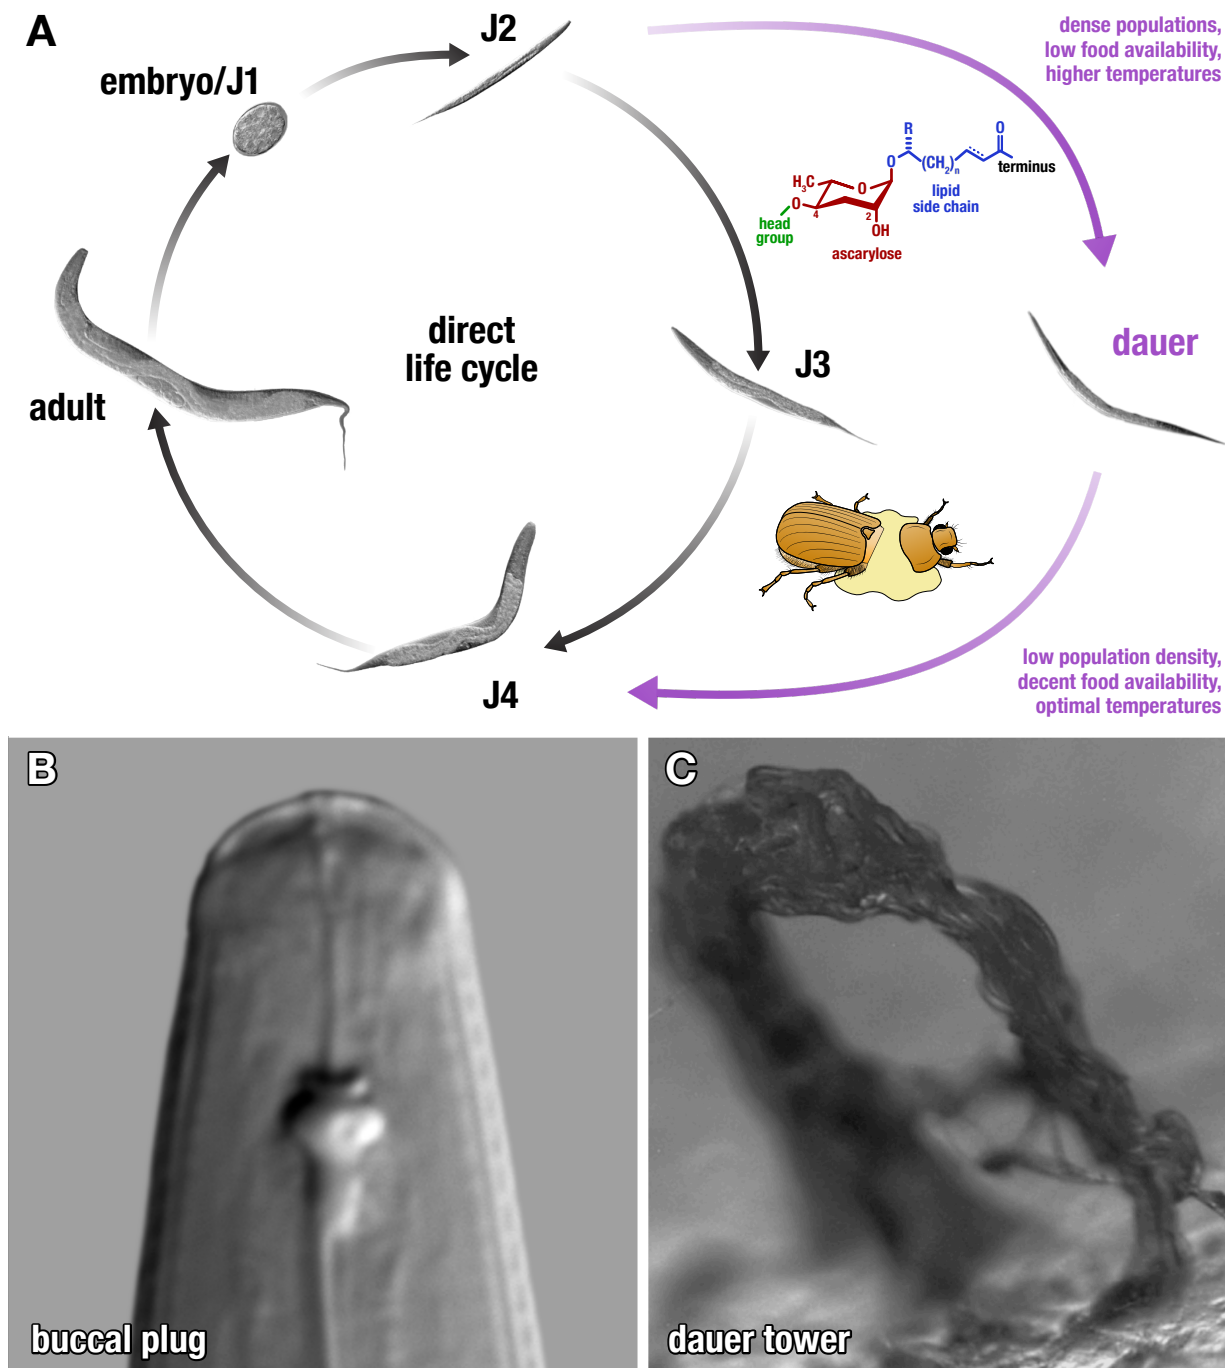 A
J2
embryo/J1
dense populations,
low food availability,
higher temperatures
R
O
O
(CH2)n
terminus
lipid
side chain
H3C
O
O
4
2
OH
head
group
ascarylose
direct
life cycle
J3
dauer
adult
J4
low population density,
decent food availability,
optimal temperatures
B
buccal plug
C
dauer tower